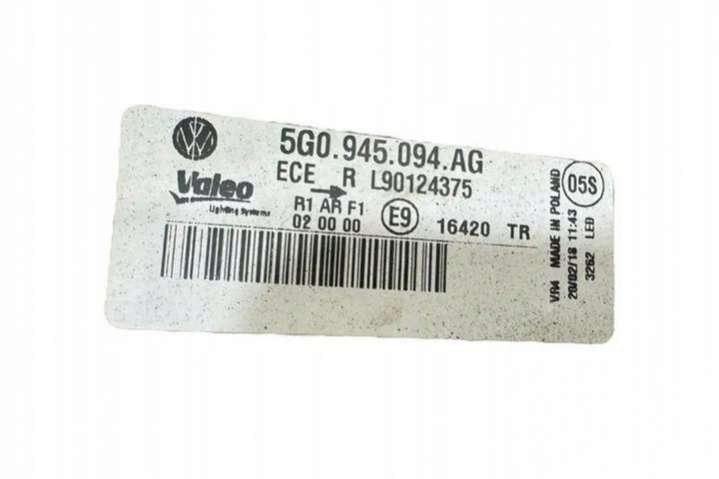 5G0.945.094.AG
Valeo
Lighting Systems
ECE R L90124375
R1 AR F1
02 00 00
E9
16420 TR
05S
VR4 MADE IN POLAND
20/02/18 11:43
3262 LED